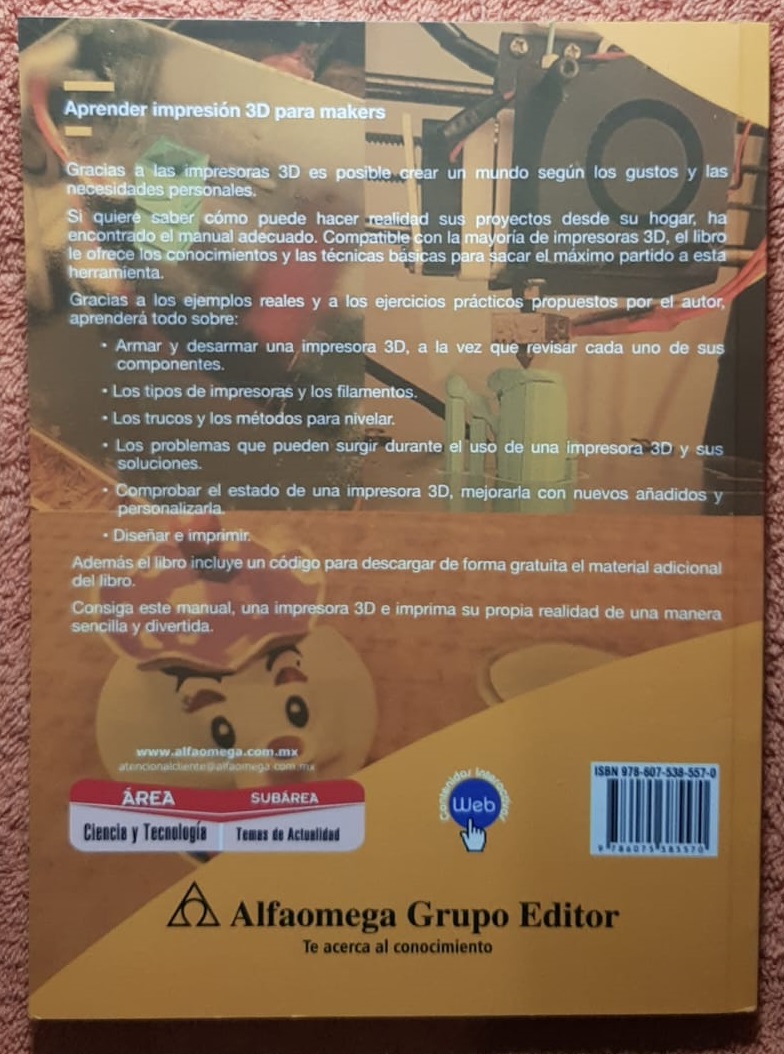 Aprender impresión 3D para makers
Gracias a las impresoras 3D es posible crear un mundo según los gustos y las
necesidades personales.
Si quiere saber cómo puede hacer realidad sus proyectos desde su hogar, ha
encontrado el manual adecuado. Compatible con la mayoría de impresoras 3D, el libro
le ofrece los conocimientos y las técnicas básicas para sacar el máximo partido a esta
herramienta.
Gracias a los ejemplos reales y a los ejercicios prácticos propuestos por el autor,
aprenderá todo sobre:
• Armar y desarmar una impresora 3D, a la vez que revisar cada uno de sus
componentes.
• Los tipos de impresoras y los filamentos.
• Los trucos y los métodos para nivelar.
• Los problemas que pueden surgir durante el uso de una impresora 3D y sus
soluciones.
• Comprobar el estado de una impresora 3D, mejorarla con nuevos añadidos y
personalizarla.
• Diseñar e imprimir.
Además el libro incluye un código para descargar de forma gratuita el material adicional
del libro.
Consiga este manual, una impresora 3D e imprima su propia realidad de una manera
sencilla y divertida.
www.alfaomega.com.mx
atencionalcliente@alfaomega.com.mx
ÁREA SUBÁREA
Ciencia y Tecnología Temas de Actualidad
Contenidos Interactivos
Web
ISBN 978-607-538-557-0
9 786075 385570
Alfaomega Grupo Editor
Te acerca al conocimiento